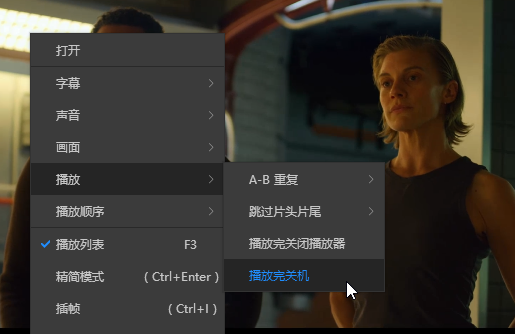 打开
字幕
声音
画面
播放
播放顺序
播放列表 F3
精简模式 (Ctrl+Enter)
插帧 (Ctrl+I)
A-B 重复
跳过片头片尾
播放完关闭播放器
播放完关机